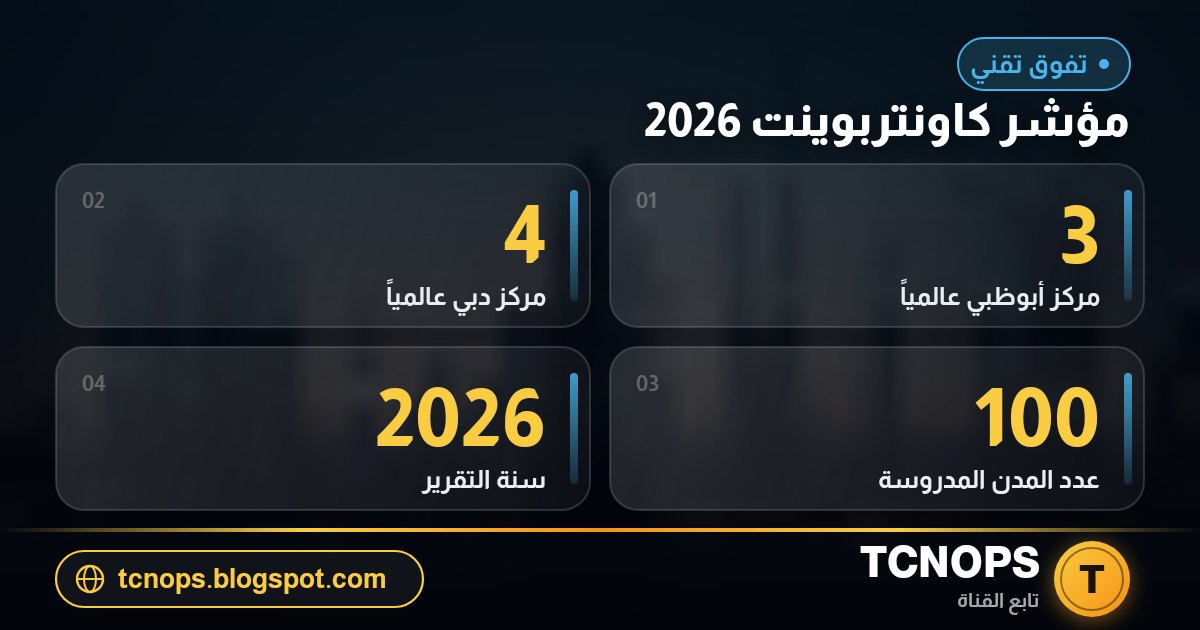 تفوق تقني
مؤشر كاونتربوينت 2026
01
3
مركز أبوظبي عالمياً
02
4
مركز دبي عالمياً
03
100
عدد المدن المدروسة
04
2026
سنة التقرير
T
TCNOPS
تابع القناة
tcnops.blogspot.com